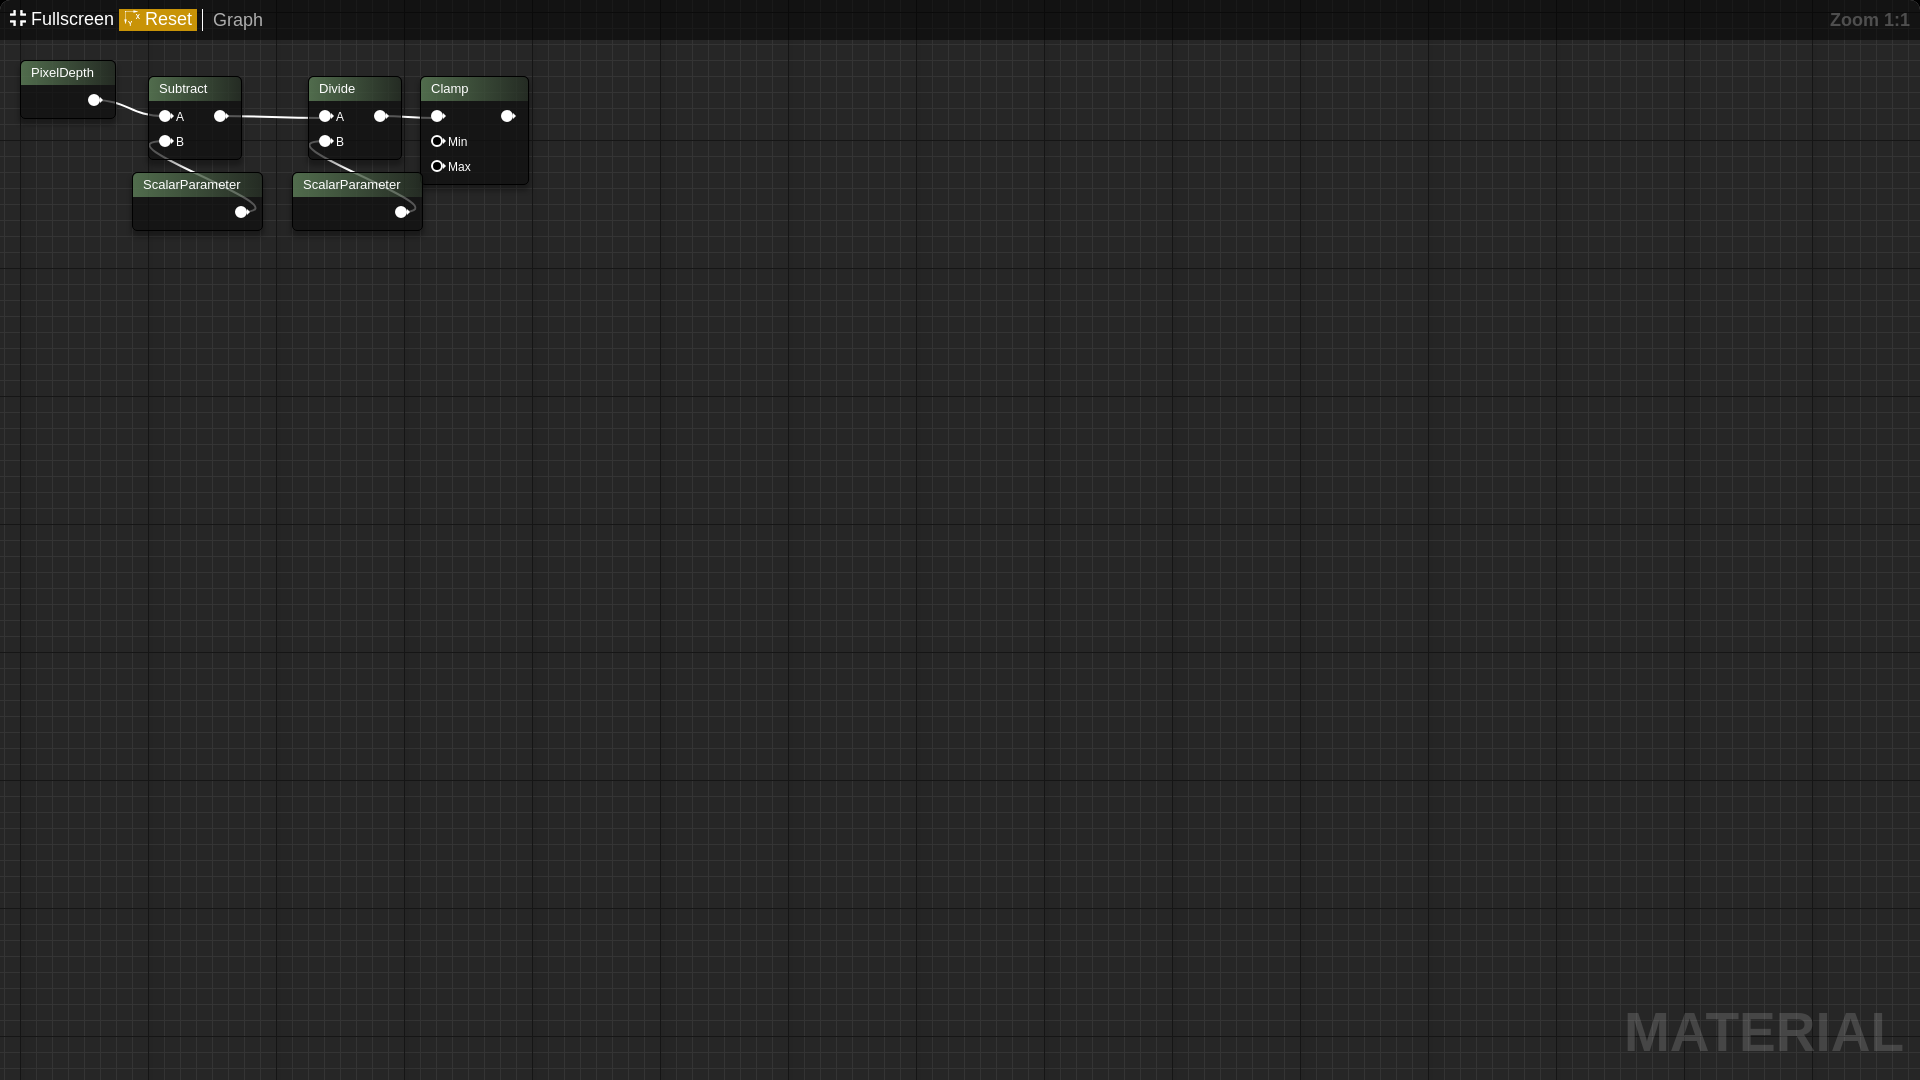 Fullscreen Reset Graph Zoom 1:1
PixelDepth
Subtract
A
B
Divide
A
B
Clamp
Min
Max
ScalarParameter
ScalarParameter
MATERIAL